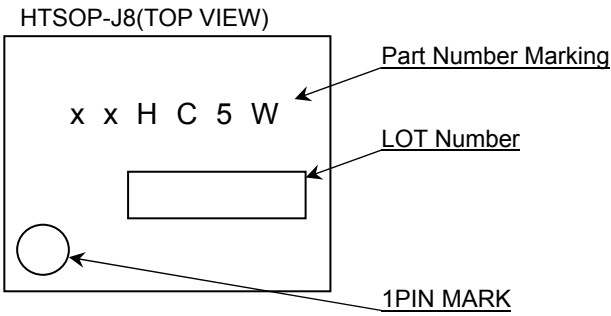 HTSOP-J8(TOP VIEW)
Part Number Marking
x x H C 5 W
LOT Number
1PIN MARK